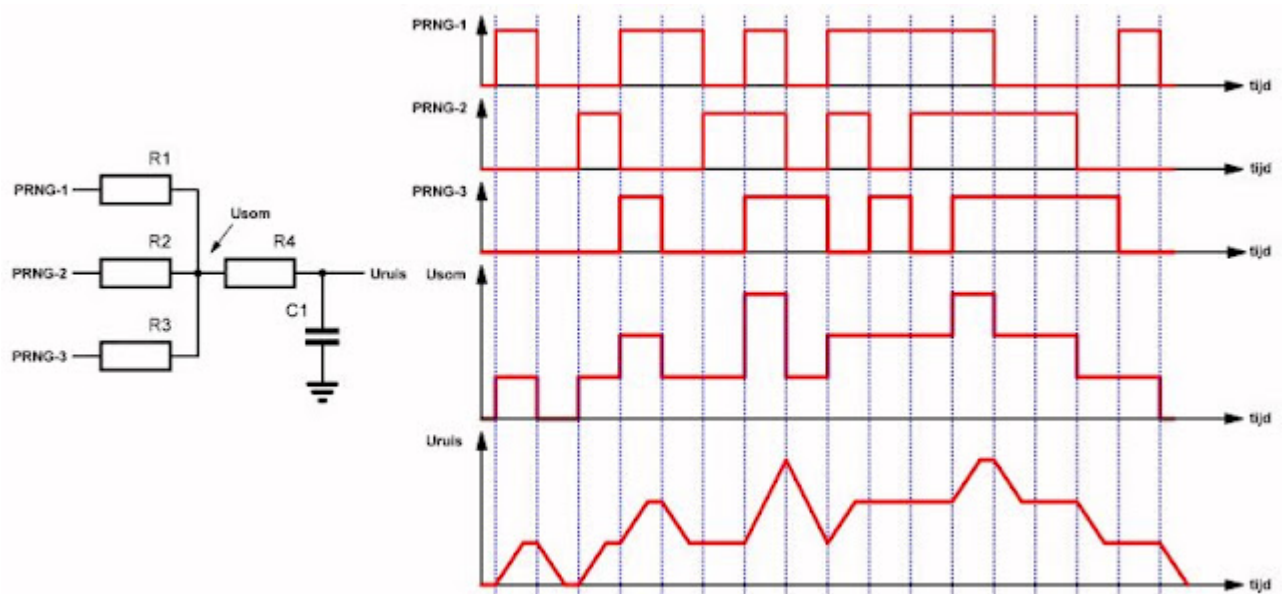 R1
PRNG-1
Usom
R2
R4
PRNG-2
Uruis
C1
R3
PRNG-3
PRNG-1
tijd
PRNG-2
tijd
PRNG-3
tijd
Usom
tijd
Uruis
tijd